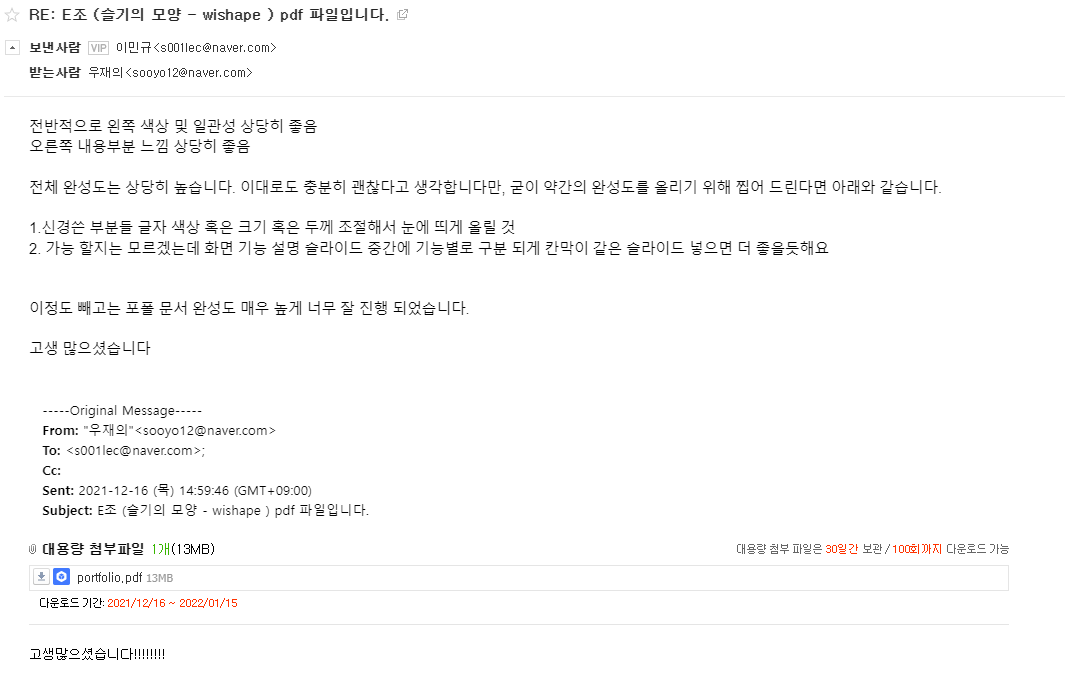 RE: E조 (슬기의 모양 - wishape ) pdf 파일입니다.
보낸사람 VIP 이민규<s001lec@naver.com>
받는사람 우재의<sooyo12@naver.com>
전반적으로 왼쪽 색상 및 일관성 상당히 좋음
오른쪽 내용부분 느낌 상당히 좋음
전체 완성도는 상당히 높습니다. 이대로도 충분히 괜찮다고 생각합니다만, 굳이 약간의 완성도를 올리기 위해 찝어 드린다면 아래와 같습니다.
1.신경쓴 부분들 글자 색상 혹은 크기 혹은 두께 조절해서 눈에 띄게 올릴 것
2. 가능 할지는 모르겠는데 화면 기능 설명 슬라이드 중간에 기능별로 구분 되게 칸막이 같은 슬라이드 넣으면 더 좋을듯해요
이정도 빼고는 포폴 문서 완성도 매우 높게 너무 잘 진행 되었습니다.
고생 많으셨습니다
-----Original Message-----
From: "우재의"<sooyo12@naver.com>
To: <s001lec@naver.com>;
Cc:
Sent: 2021-12-16 (목) 14:59:46 (GMT+09:00)
Subject: E조 (슬기의 모양 - wishape ) pdf 파일입니다.
대용량 첨부파일 1개(13MB)
대용량 첨부 파일은 30일간 보관 / 100회까지 다운로드 가능
portfolio.pdf 13MB
다운로드 기간: 2021/12/16 ~ 2022/01/15
고생많으셨습니다!!!!!!!!